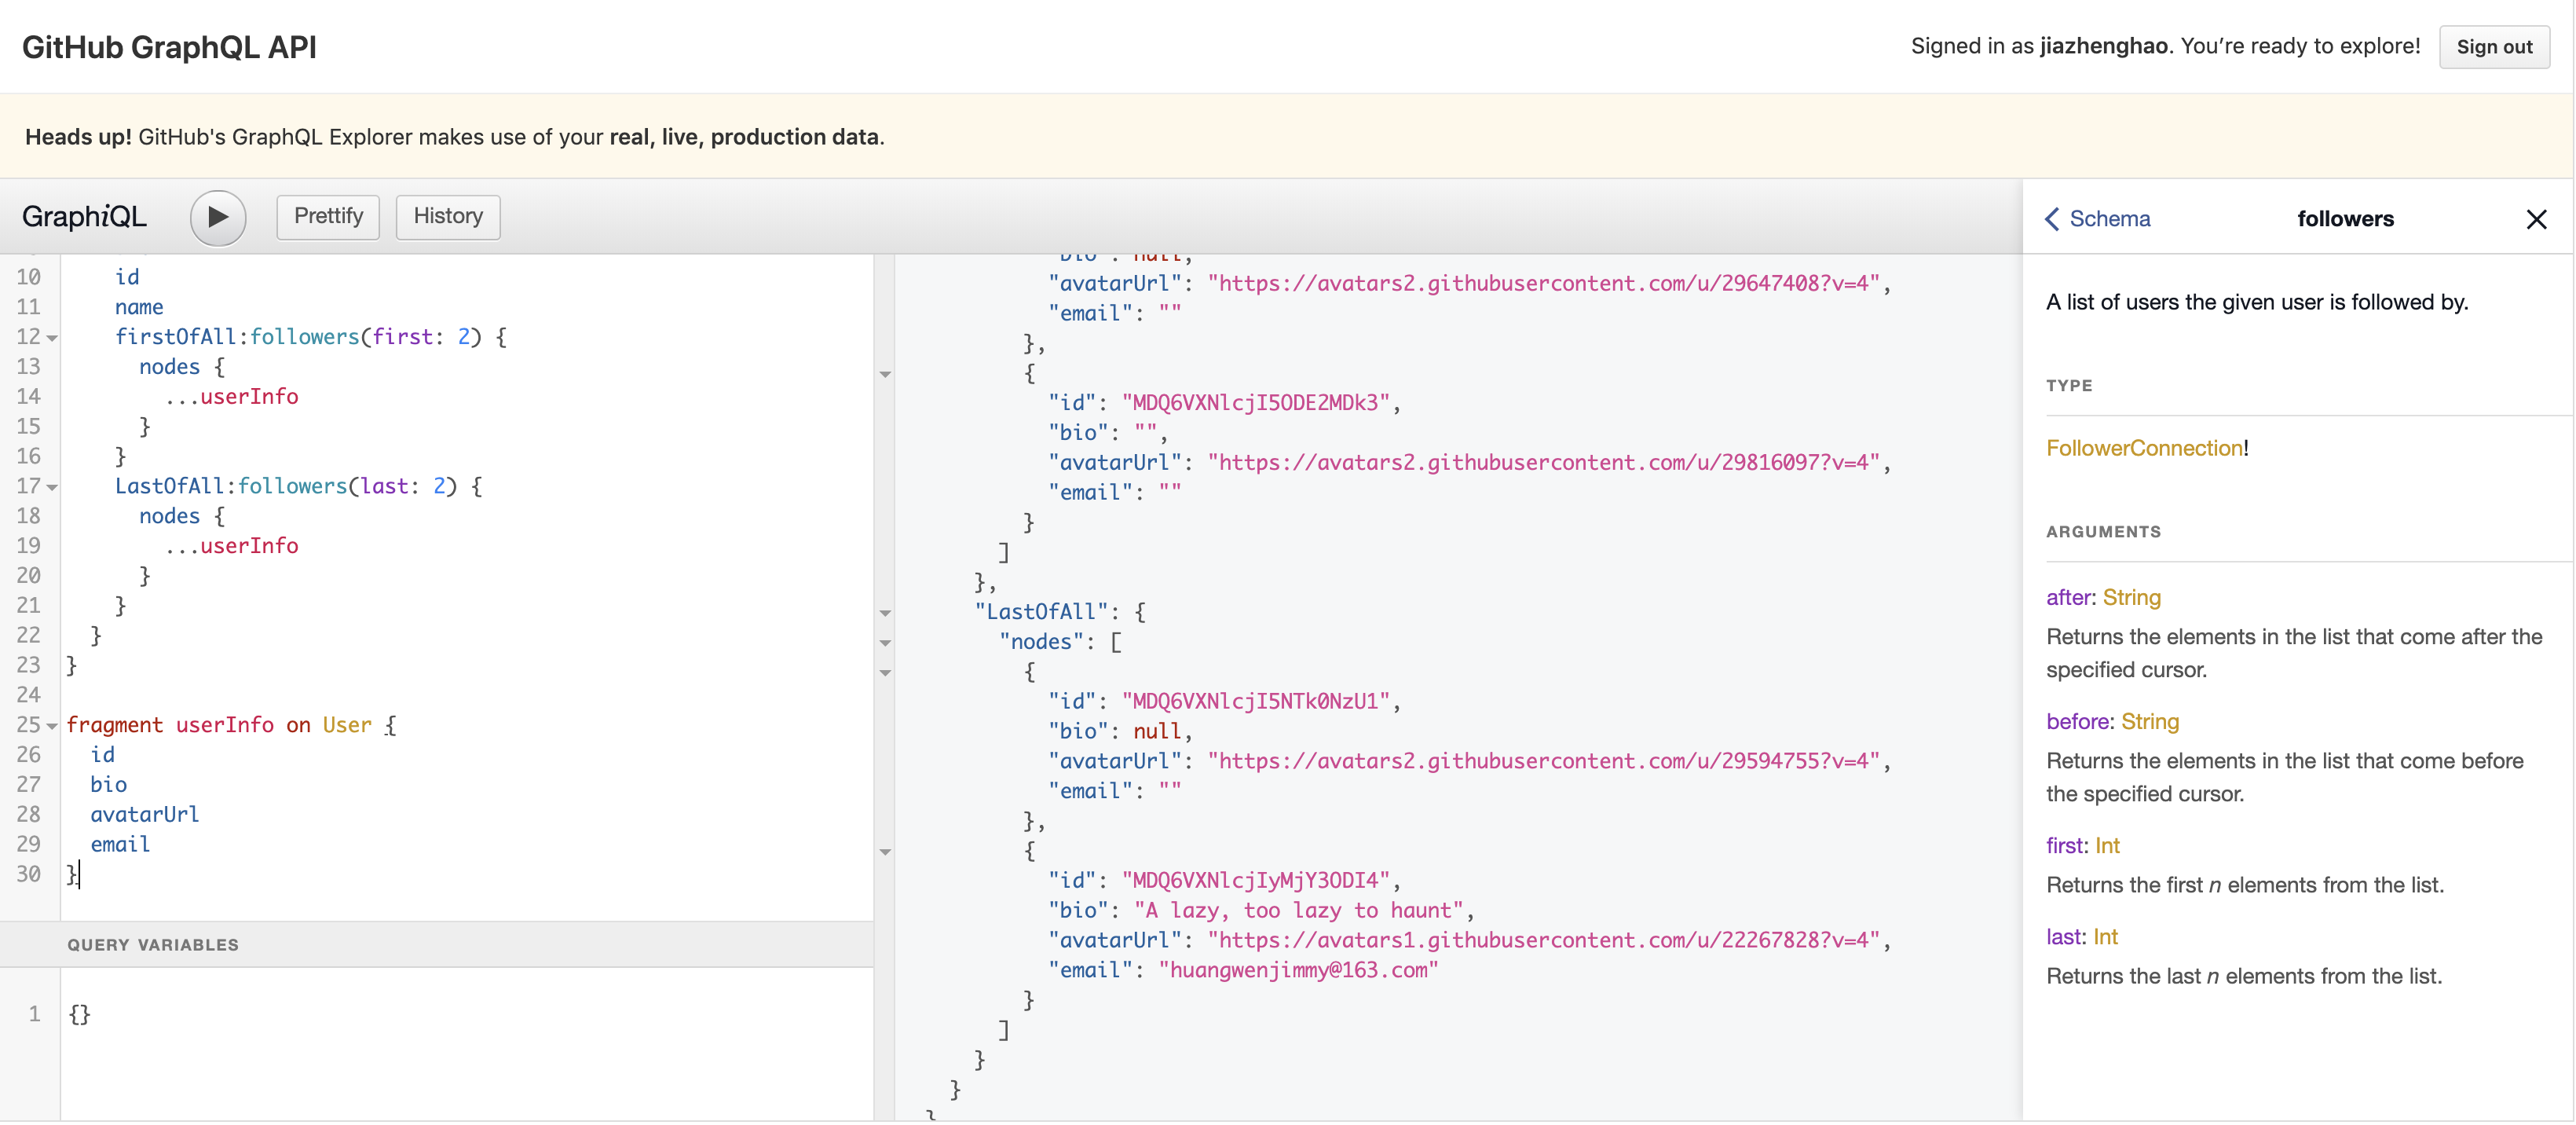 GitHub GraphQL API
Signed in as jiazhenghao. You’re ready to explore!
Sign out
Heads up! GitHub's GraphQL Explorer makes use of your real, live, production data.
GraphiQL
Prettify
History
10 id
11 name
12 firstOfAll:followers(first: 2) {
13 nodes {
14 ...userInfo
15 }
16 }
17 LastOfAll:followers(last: 2) {
18 nodes {
19 ...userInfo
20 }
21 }
22 }
23 }
24
25 fragment userInfo on User {
26 id
27 bio
28 avatarUrl
29 email
30 }
QUERY VARIABLES
1 {}
"bio": null,
"avatarUrl": "https://avatars2.githubusercontent.com/u/29647408?v=4",
"email": ""
},
{
"id": "MDQ6VXNlcjI5ODE2MDk3",
"bio": "",
"avatarUrl": "https://avatars2.githubusercontent.com/u/29816097?v=4",
"email": ""
}
]
},
"LastOfAll": {
"nodes": [
{
"id": "MDQ6VXNlcjI5NTk0NzU1",
"bio": null,
"avatarUrl": "https://avatars2.githubusercontent.com/u/29594755?v=4",
"email": ""
},
{
"id": "MDQ6VXNlcjIyMjY3ODI4",
"bio": "A lazy, too lazy to haunt",
"avatarUrl": "https://avatars1.githubusercontent.com/u/22267828?v=4",
"email": "huangwenjimmy@163.com"
}
]
}
}
}
Schema
followers
A list of users the given user is followed by.
TYPE
FollowerConnection!
ARGUMENTS
after: String
Returns the elements in the list that come after the
specified cursor.
before: String
Returns the elements in the list that come before
the specified cursor.
first: Int
Returns the first n elements from the list.
last: Int
Returns the last n elements from the list.